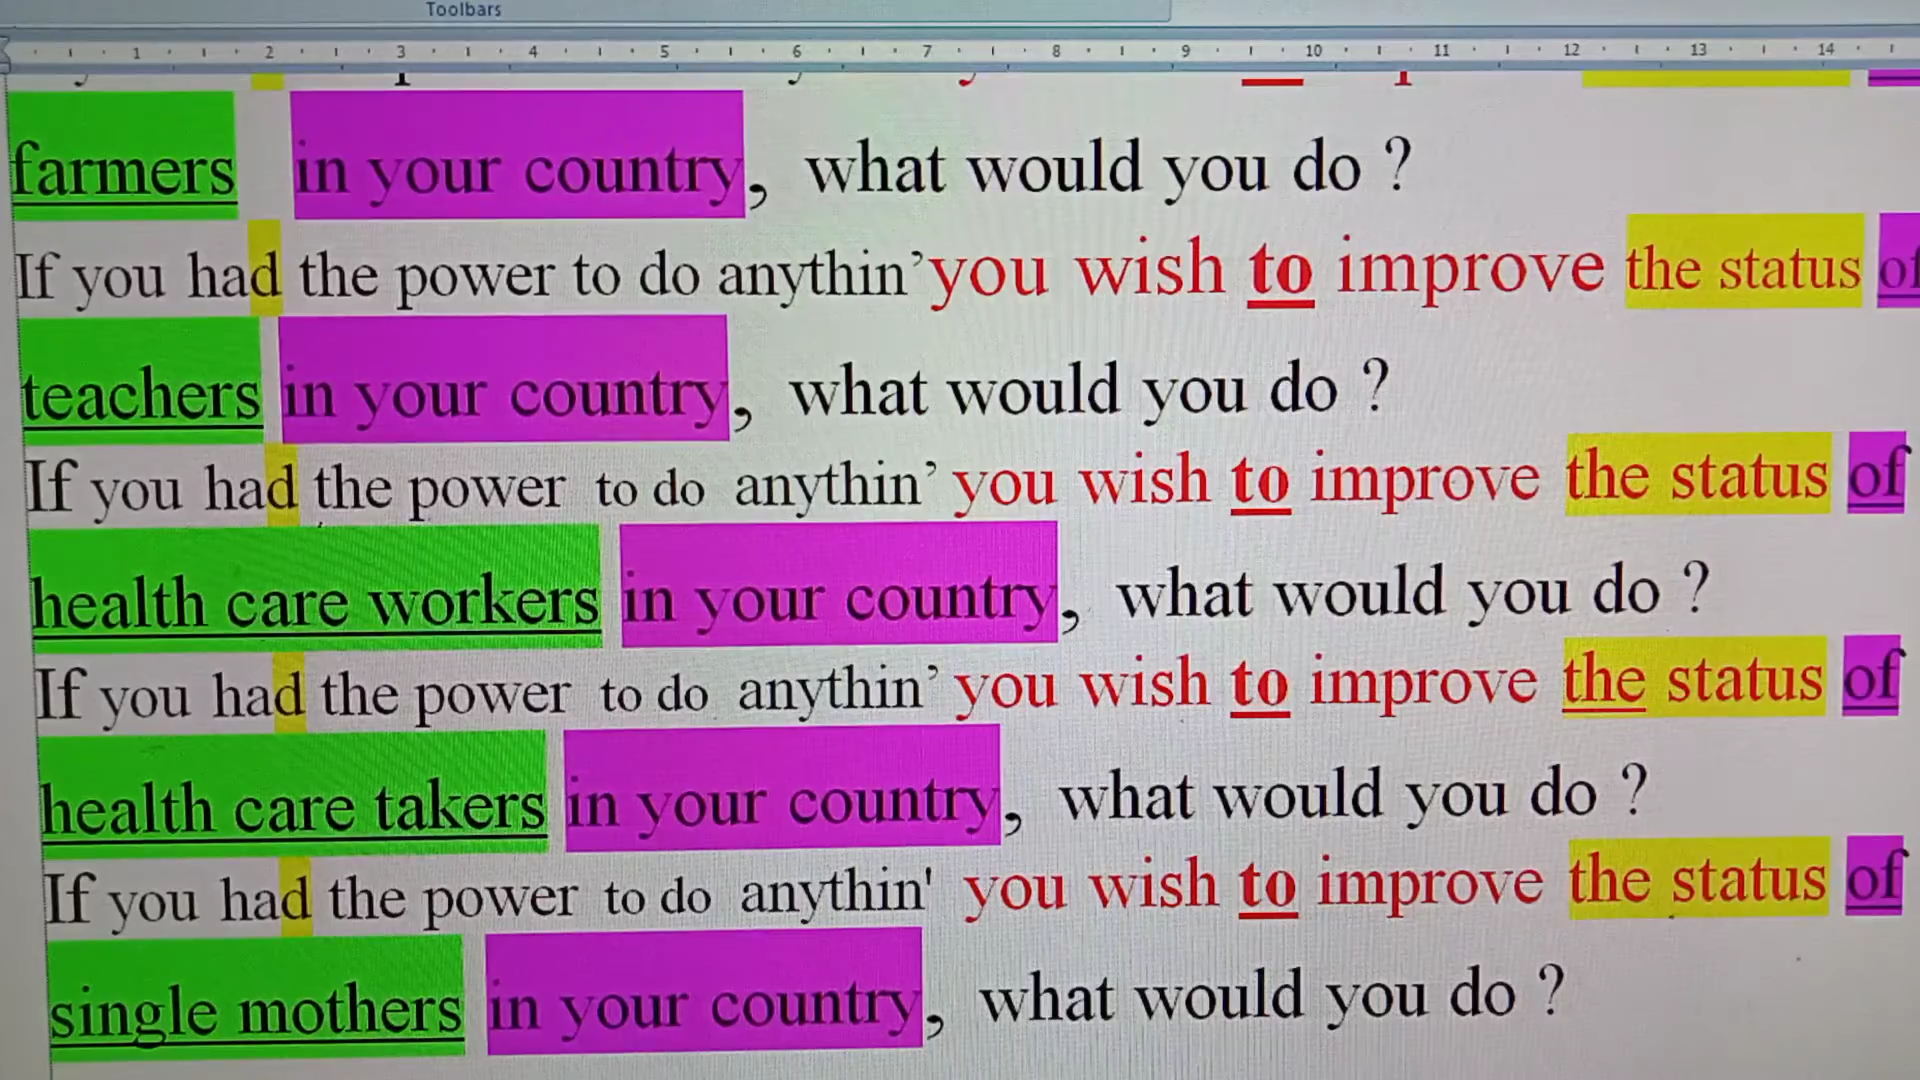 Toolbars
1 2 3 4 5 6 7 8 9 10 11 12 13 14
farmers in your country, what would you do ?
If you had the power to do anythin’ you wish to improve the status of
teachers in your country, what would you do ?
If you had the power to do anythin’ you wish to improve the status of
health care workers in your country, what would you do ?
If you had the power to do anythin’ you wish to improve the status of
health care takers in your country, what would you do ?
If you had the power to do anythin' you wish to improve the status of
single mothers in your country, what would you do ?